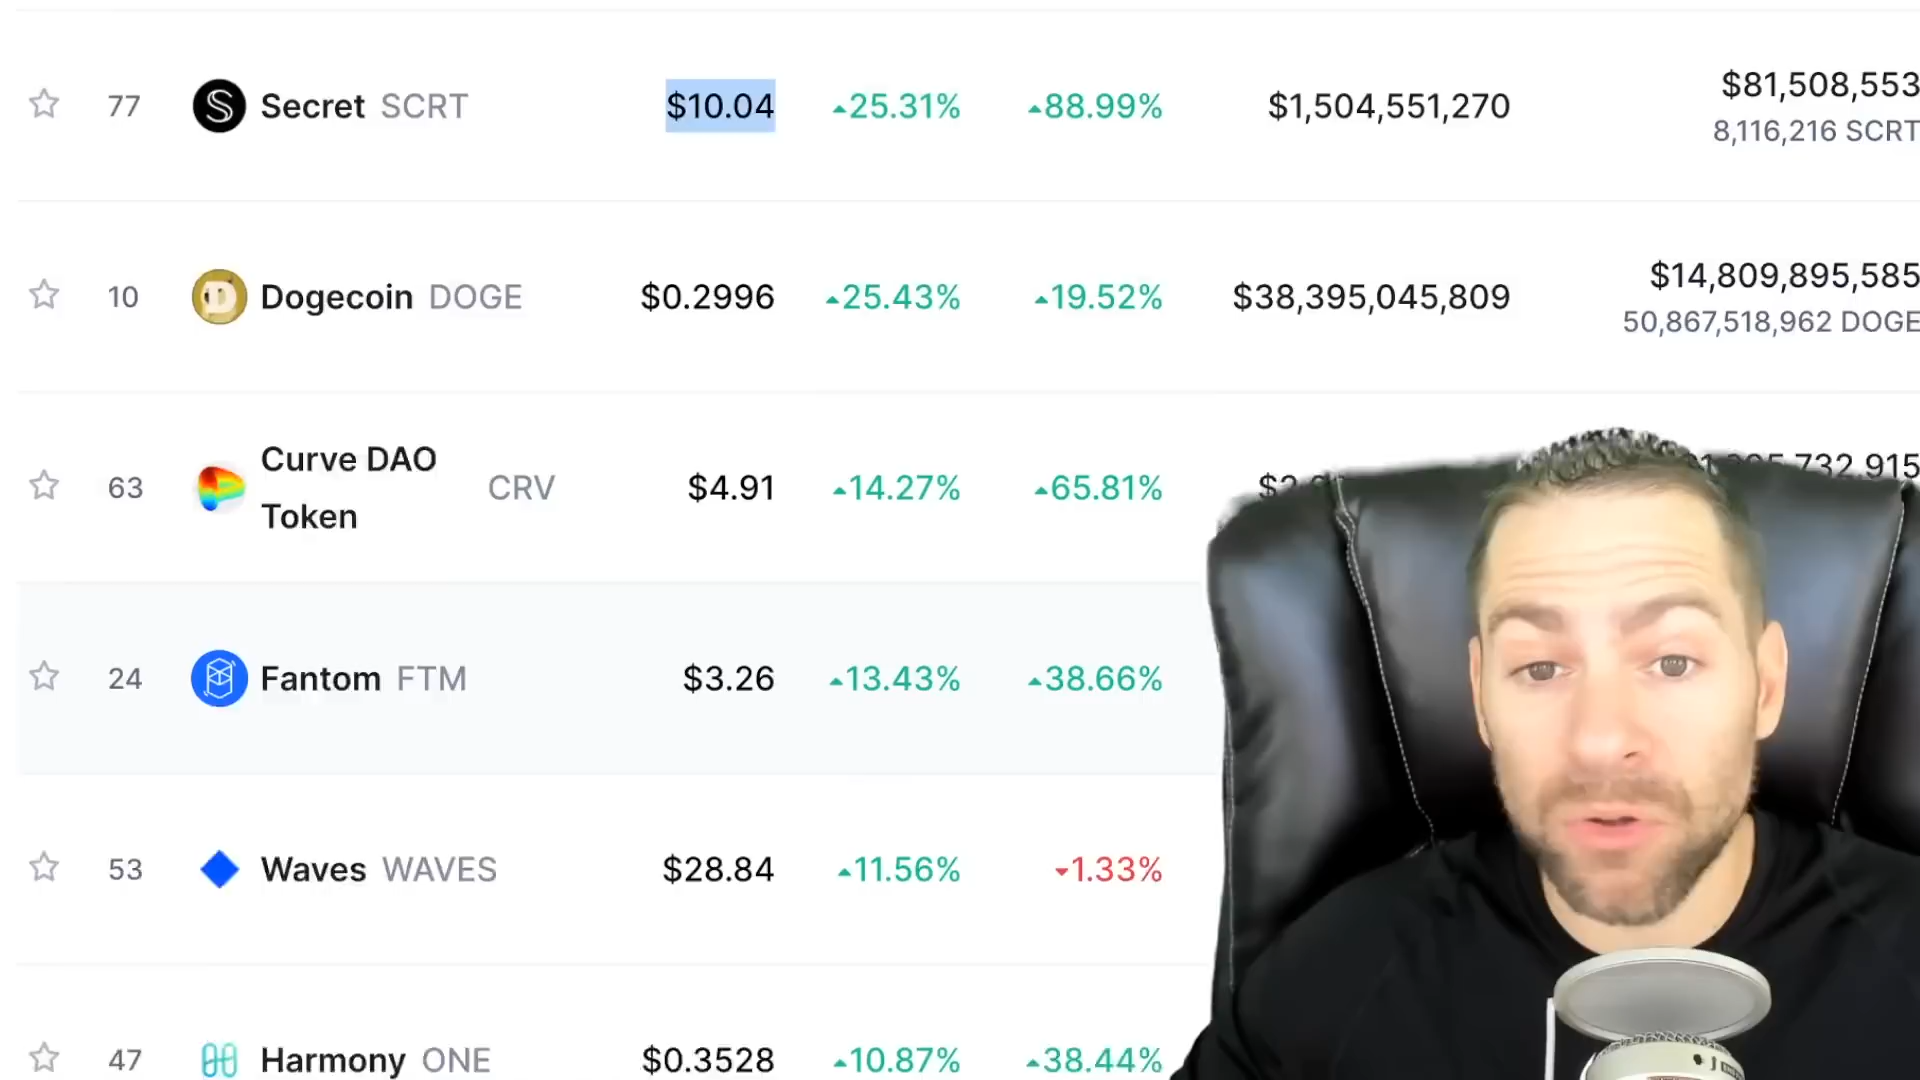 77 Secret SCRT $10.04 25.31% 88.99% $1,504,551,270 $81,508,553
8,116,216 SCRT
10 Dogecoin DOGE $0.2996 25.43% 19.52% $38,395,045,809 $14,809,895,585
50,867,518,962 DOGE
63 Curve DAO Token CRV $4.91 14.27% 65.81%
24 Fantom FTM $3.26 13.43% 38.66%
53 Waves WAVES $28.84 11.56% 1.33%
47 Harmony ONE $0.3528 10.87% 38.44%